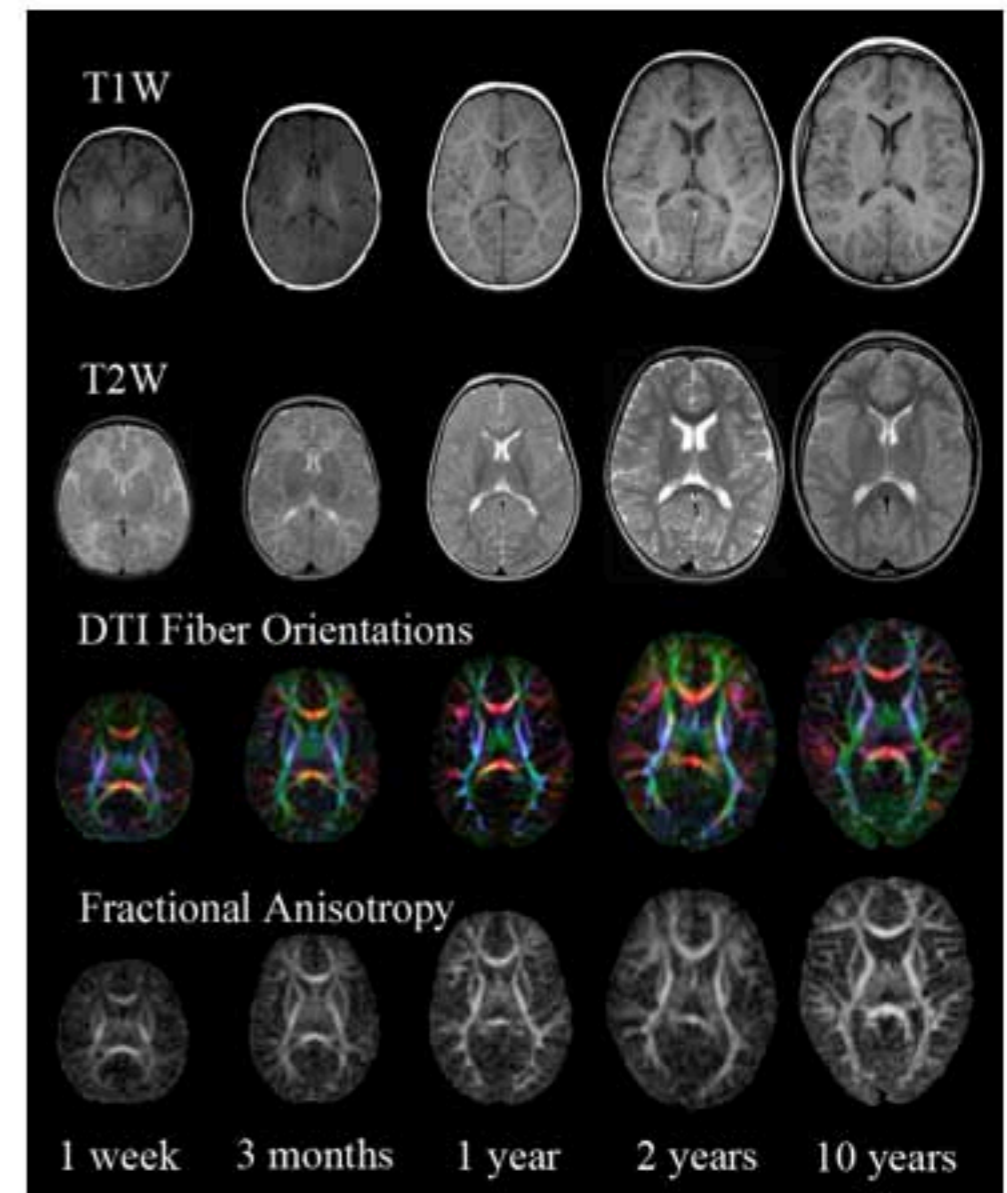 T1W
T2W
DTI Fiber Orientations
Fractional Anisotropy
1 week 3 months 1 year 2 years 10 years